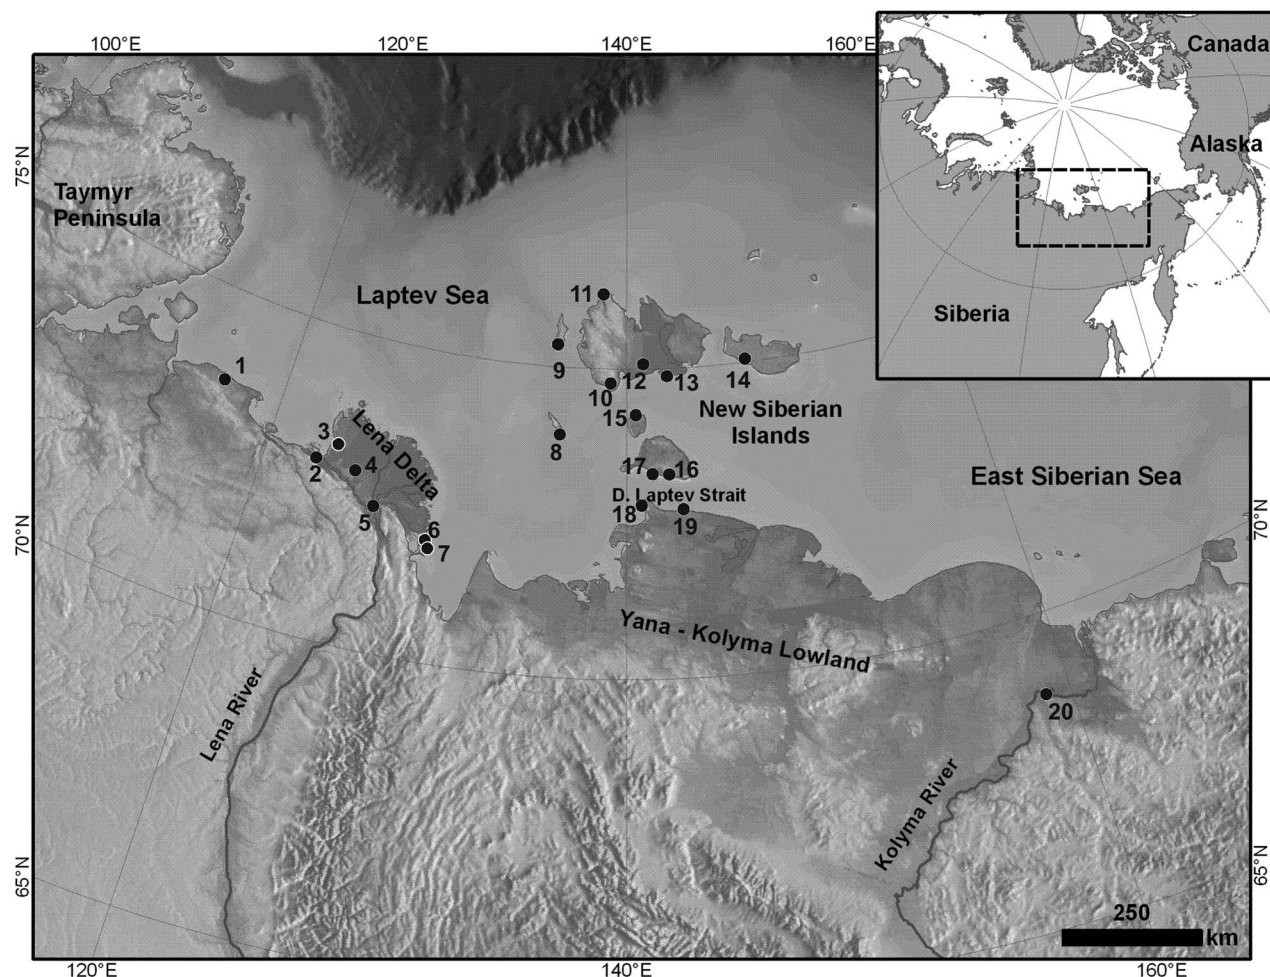 100°E
120°E
140°E
160°E
Canada
Alaska
Siberia
75°N
Taymyr
Peninsula
Laptev Sea
11
9
12
13
14
10
1
15
New Siberian
Islands
3
Lena Delta
2
4
8
17
16
East Siberian Sea
D. Laptev Strait
5
18
19
6
7
70°N
70°N
Yana - Kolyma Lowland
Lena River
20
Kolyma River
65°N
65°N
250
km
120°E
140°E
160°E